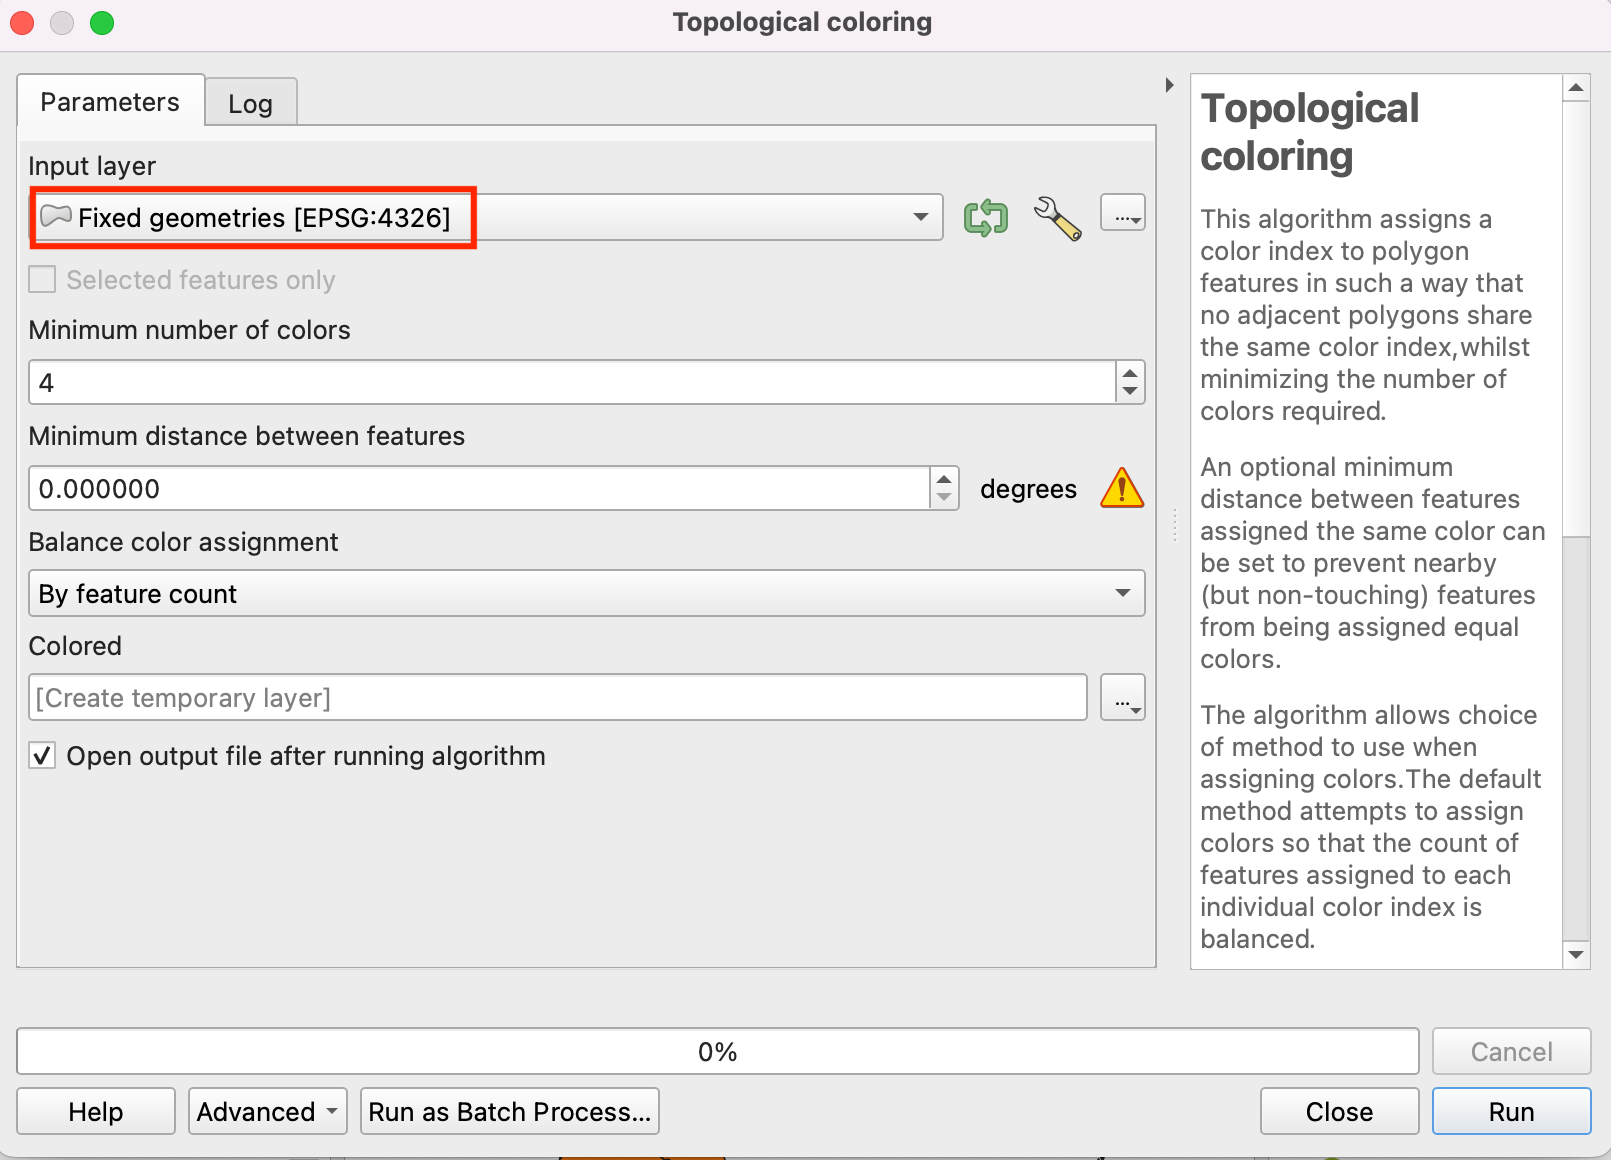 Topological coloring
Parameters
Log
Input layer
Fixed geometries [EPSG:4326]
...
Selected features only
Minimum number of colors
4
Minimum distance between features
0.000000
degrees
Balance color assignment
By feature count
Colored
[Create temporary layer]
...
Open output file after running algorithm
Topological
coloring
This algorithm assigns a
color index to polygon
features in such a way that
no adjacent polygons share
the same color index,whilst
minimizing the number of
colors required.
An optional minimum
distance between features
assigned the same color can
be set to prevent nearby
(but non-touching) features
from being assigned equal
colors.
The algorithm allows choice
of method to use when
assigning colors.The default
method attempts to assign
colors so that the count of
features assigned to each
individual color index is
balanced.
0%
Cancel
Help
Advanced
Run as Batch Process...
Close
Run